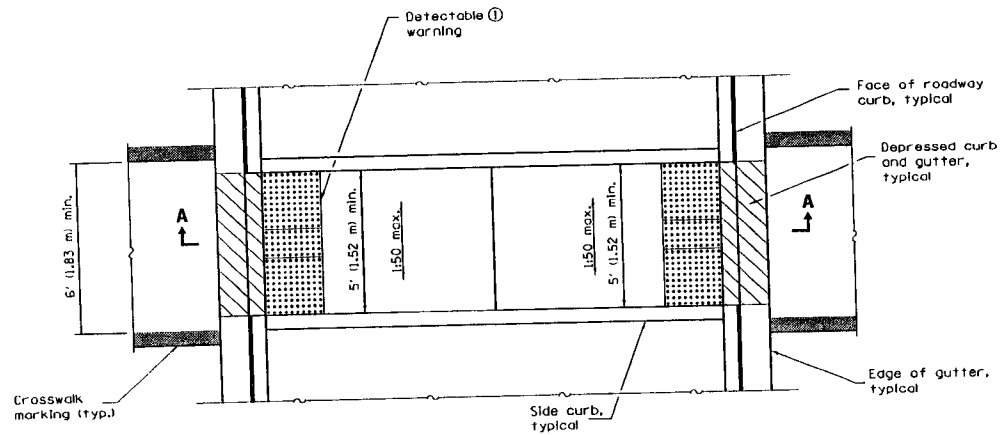 Detectable ①
warning
Face of roadway
curb, typical
Depressed curb
and gutter,
typical
A
A
6' (1.83 m) min.
5' (1.52 m) min.
1:50 max.
1:50 max.
5' (1.52 m) min.
Crosswalk
marking (typ.)
Side curb,
typical
Edge of gutter,
typical